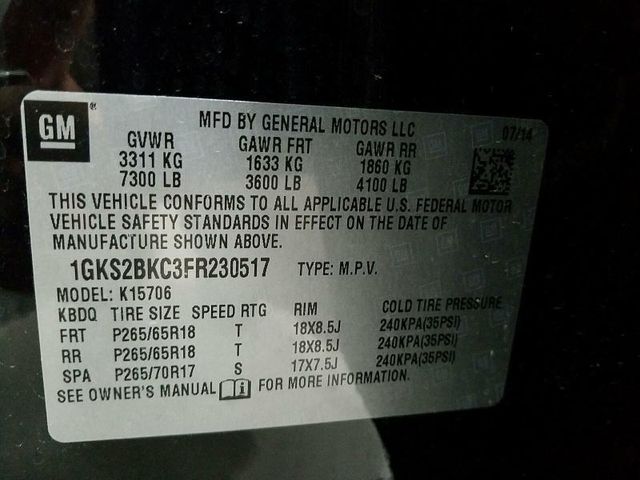 GM®
MFD BY GENERAL MOTORS LLC 07/14
GVWR GAWR FRT GAWR RR
3311 KG 1633 KG 1860 KG
7300 LB 3600 LB 4100 LB
THIS VEHICLE CONFORMS TO ALL APPLICABLE U.S. FEDERAL MOTOR
VEHICLE SAFETY STANDARDS IN EFFECT ON THE DATE OF
MANUFACTURE SHOWN ABOVE.
1GKS2BKC3FR230517 TYPE: M.P.V.
MODEL: K15706
KBDQ TIRE SIZE SPEED RTG RIM COLD TIRE PRESSURE
FRT P265/65R18 T 18X8.5J 240KPA(35PSI)
RR P265/65R18 T 18X8.5J 240KPA(35PSI)
SPA P265/70R17 S 17X7.5J 240KPA(35PSI)
SEE OWNER'S MANUAL FOR MORE INFORMATION.